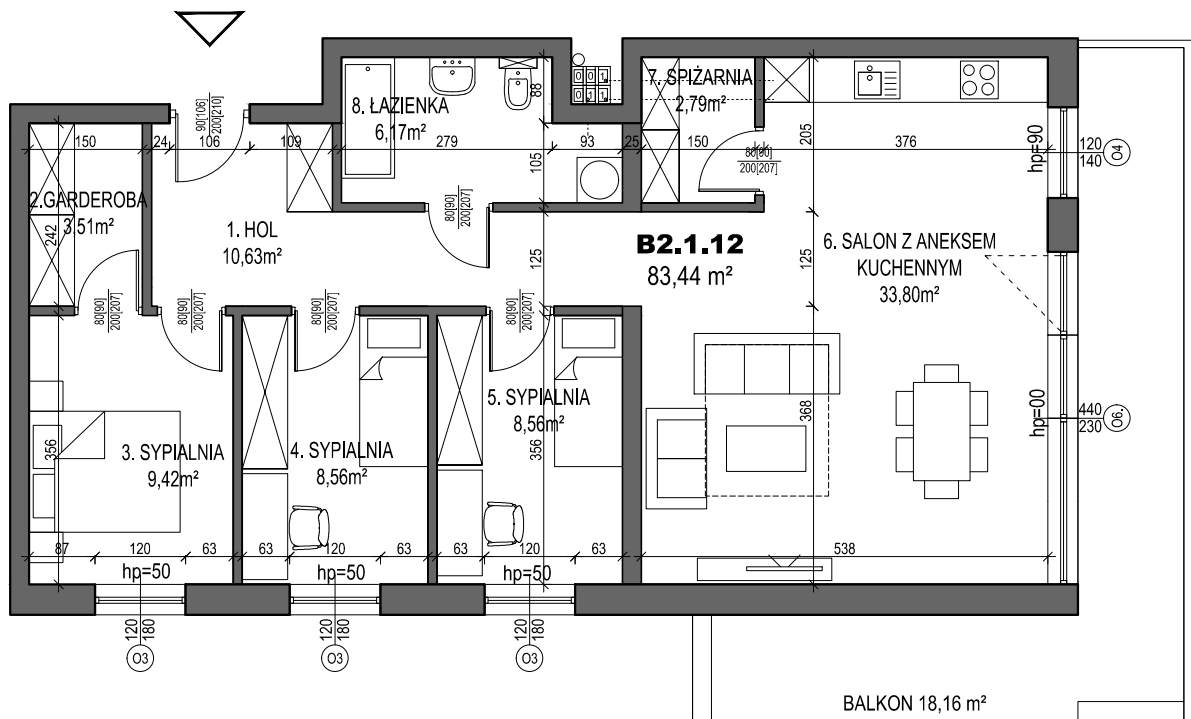 90[106]
200[210]
8. ŁAZIENKA
6,17m²
88
7. SPIŻARNIA
2,79m²
150
24
106
109
279
93
25
150
80[90]
200[207]
205
376
hp=90
120
140
O4
105
2.GARDEROBA
3.51m²
242
1. HOL
10,63m²
80[90]
200[207]
125
B2.1.12
83,44 m²
125
6. SALON Z ANEKSEM
KUCHENNYM
33,80m²
80[90]
200[207]
80[90]
200[207]
80[90]
200[207]
80[90]
200[207]
356
3. SYPIALNIA
9,42m²
4. SYPIALNIA
8,56m²
5. SYPIALNIA
8,56m²
356
368
hp=00
440
230
O6.
87
120
63
63
120
63
63
120
63
538
hp=50
hp=50
hp=50
120
180
O3
120
180
O3
120
180
O3
BALKON 18,16 m²